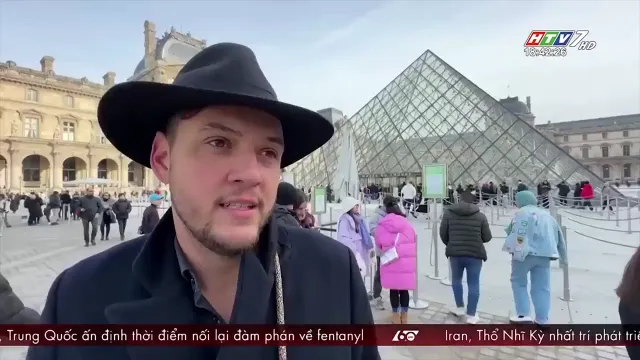 HTV7 HD
18:42:26
, Trung Quốc ấn định thời điểm nối lại đàm phán về fentanyl
Iran, Thổ Nhĩ Kỳ nhất trí phát triể